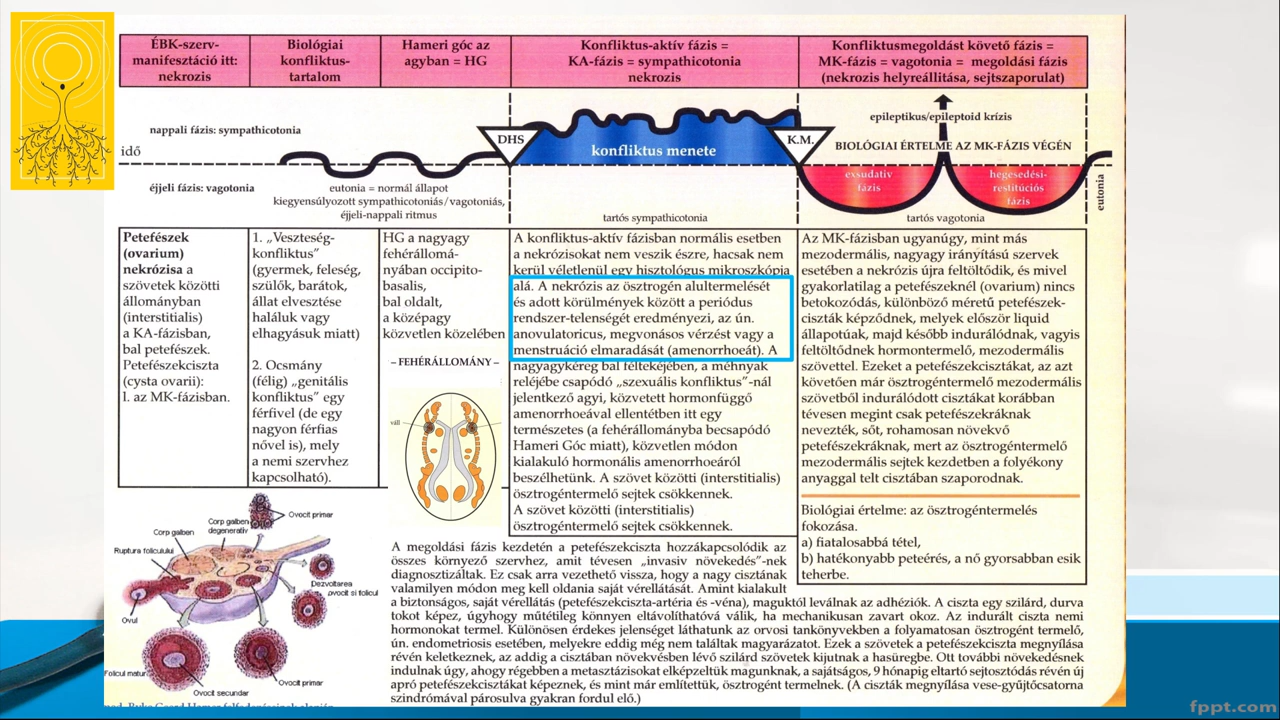 ÉBK-szerv-
manifesztáció itt:
nekrozis
Biológiai
konfliktus-
tartalom
Hameri góc az
agyban = HG
Konfliktus-aktív fázis =
KA-fázis = sympathicotonia
nekrozis
Konfliktusmegoldást követő fázis =
MK-fázis = vagotonia = megoldási fázis
(nekrozis helyreállitása, sejtszaporulat)
nappali fázis: sympathicotonia
idő
éjjeli fázis: vagotonia
eutonia = normál állapot
kiegyensúlyozott sympathicotoniás/vagotoniás,
éjjeli-nappali ritmus
DHS
konfliktus menete
K.M.
tartós sympathicotonia
epileptikus/epileptoid krízis
BIOLÓGIAI ÉRTELME AZ MK-FÁZIS VÉGÉN
exsudatív
fázis
hegesedési-
restitúciós
fázis
tartós vagotonia
eutonia
Petefészek
(ovarium)
nekrózisa a
szövetek közötti
állományban
(interstitialis)
a KA-fázisban,
bal petefészek.
Petefészekciszta
(cysta ovarii):
l. az MK-fázisban.
1. „Veszteség-
konfliktus”
(gyermek, feleség,
szülők, barátok,
állat elvesztése
haláluk vagy
elhagyásuk miatt)
2. Ocsmány
(félig) „genitális
konfliktus” egy
férfivel (de egy
nagyon férfias
nővel is), mely
a nemi szervhez
kapcsolható).
HG a nagyagy
fehérállomá-
nyában occipito-
basalis,
bal oldalt,
a középagy
közvetlen közelében
– FEHÉRÁLLOMÁNY –
váll
A konfliktus-aktív fázisban normális esetben
a nekrózisokat nem veszik észre, hacsak nem
kerül véletlenül egy hisztológus mikroszkópja
alá. A nekrózis az ösztrogén alultermelését
és adott körülmények között a periódus
rendszer-telenségét eredményezi, az ún.
anovulatoricus, megvonásos vérzést vagy a
menstruáció elmaradását (amenorrhoeát). A
nagyagykéreg bal féltekéjében, a méhnyak
reléjébe csapódó „szexuális konfliktus”-nál
jelentkező agyi, közvetett hormonfüggő
amenorrhoeával ellentétben itt egy
természetes (a fehérállományba becsapódó
Hameri Góc miatt), közvetlen módon
kialakuló hormonális amenorrhoeáról
beszélhetünk. A szövet közötti (interstitialis)
ösztrogéntermelő sejtek csökkennek.
A szövet közötti (interstitialis)
ösztrogéntermelő sejtek csökkennek.
Az MK-fázisban ugyanúgy, mint más
mezodermális, nagyagy irányítású szervek
esetében a nekrózis újra feltöltődik, és mivel
gyakorlatilag a petefészeknél (ovarium) nincs
betokozódás, különböző méretű petefészek-
ciszták képződnek, melyek először liquid
állapotúak, majd később indurálódnak, vagyis
feltöltődnek hormontermelő, mezodermális
szövettel. Ezeket a petefészekcisztákat, az azt
követően már ösztrogéntermelő mezodermális
szövetből indurálódott cisztákat korábban
tévesen megint csak petefészekráknak
nevezték, sőt, rohamosan növekvő
petefészekráknak, mert az ösztrogéntermelő
mezodermális sejtek kezdetben a folyékony
anyaggal telt cisztában szaporodnak.
Biológiai értelme: az ösztrogéntermelés
fokozása.
a) fiatalosabbá tétel,
b) hatékonyabb peteérés, a nő gyorsabban esik
teherbe.
Ovocit primar
Corp galben
degenerativ
Corp galben
Ruptura foliculului
Dezvoltarea
ovocit si folicul
Ovul
Folicul matur
Ovocit primar
Ovocit secundar
A megoldási fázis kezdetén a petefészekciszta hozzákapcsolódik az
összes környező szervhez, amit tévesen „invasiv növekedés”-nek
diagnosztizáltak. Ez csak arra vezethető vissza, hogy a nagy cisztának
valamilyen módon meg kell oldania saját vérellátását. Amint kialakult
a biztonságos, saját vérellátás (petefészekciszta-artéria és -véna), maguktól leválnak az adhéziók. A ciszta egy szilárd, durva
tokot képez, úgyhogy műtétileg könnyen eltávolíthatóvá válik, ha mechanikusan zavart okoz. Az indurált ciszta nemi
hormonokat termel. Különösen érdekes jelenséget láthatunk az orvosi tankönyvekben a folyamatosan ösztrogént termelő,
ún. endometriosis esetében, melyekre eddig még nem találtak magyarázatot. Ezek a szövetek a petefészekciszta megnyílása
révén keletkeznek, az addig a cisztában növekvésben lévő szilárd szövetek kijutnak a hasüregbe. Ott további növekedésnek
indulnak úgy, ahogy régebben a metasztázisokat elképzeltük magunknak, a sajátságos, 9 hónapig eltartó sejtosztódás révén új
apró petefészekcisztákat képeznek, és mint már említettük, ösztrogént termelnek. (A ciszták megnyílása vese-gyűjtőcsatorna
szindrómával párosulva gyakran fordul elő.)
fppt.com